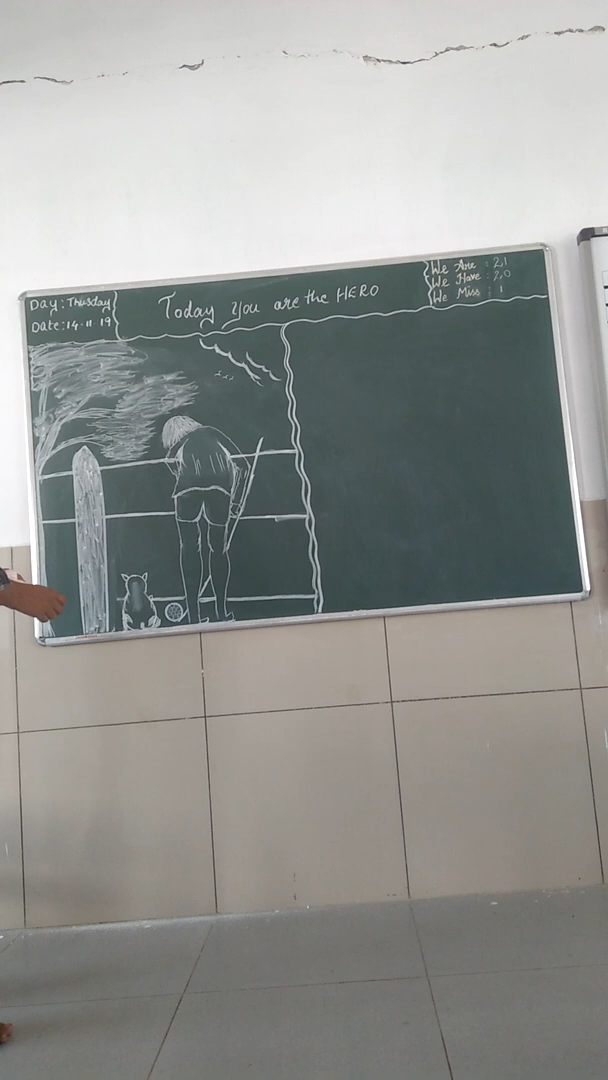 Day: Thusday
Date: 14-11 19
Today you are the HERO
We Are : 21
We Have : 20
We Miss : 1